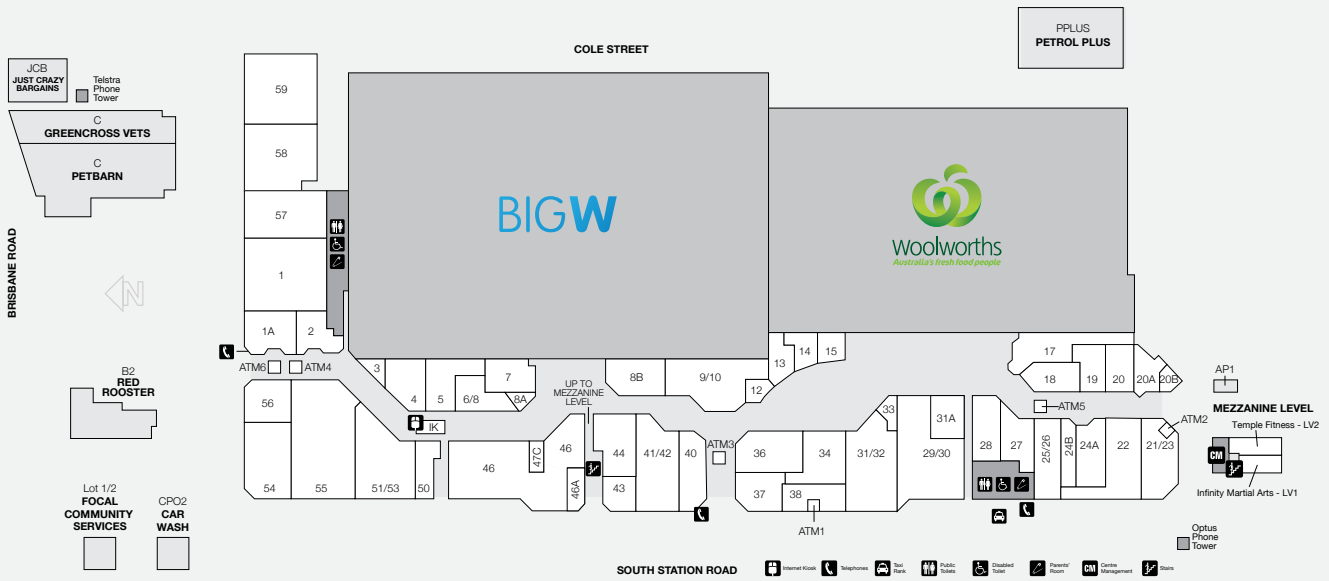 COLE STREET
PPLUS
PETROL PLUS
JCB
JUST CRAZY
BARGAINS
Telstra
Phone
Tower
C
GREENCROSS VETS
C
PETBARN
BRISBANE ROAD
N
59
58
57
1
1A
2
BIGW
Woolworths
Australia's fresh food people
ATM6
ATM4
B2
RED
ROOSTER
3
4
5
6/8
7
8A
UP TO
MEZZANINE
LEVEL
8B
9/10
12
13
14
15
17
18
19
20
20A
20B
AP1
MEZZANINE LEVEL
Temple Fitness - LV2
CM
Infinity Martial Arts - LV1
56
54
55
51/53
50
IK
46
47C
46
46A
44
43
41/42
40
ATM3
36
37
38
34
ATM1
31/32
33
31A
29/30
28
27
ATM5
25/26
24B
24A
22
21/23
ATM2
Lot 1/2
FOCAL
COMMUNITY
SERVICES
CPO2
CAR
WASH
Optus
Phone
Tower
SOUTH STATION ROAD
Internet Kiosk
Telephones
Taxi
Rank
Public
Toilets
Disabled
Toilet
Parents'
Room
CM
Centre
Management
Stairs